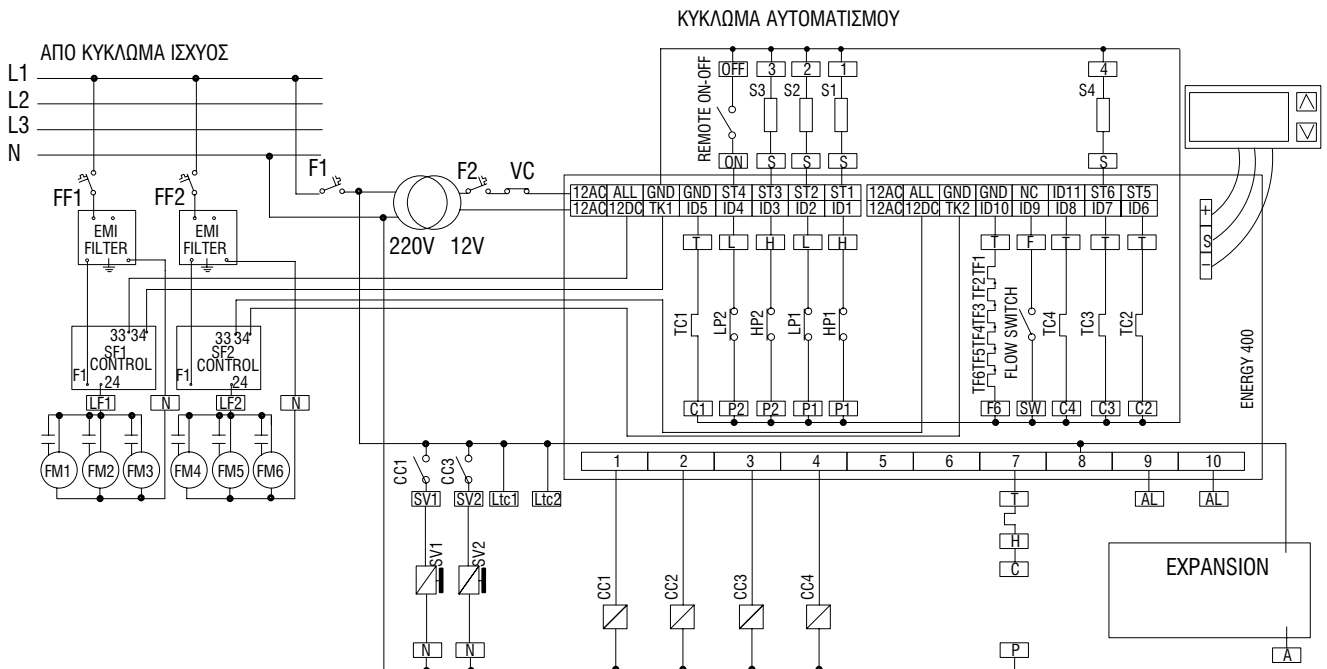 ΚΥΚΛΩΜΑ ΑΥΤΟΜΑΤΙΣΜΟΥ
ΑΠΟ ΚΥΚΛΩΜΑ ΙΣΧΥΟΣ
L1
L2
L3
N
FF1
FF2
F1
F2 VC
220V 12V
EMI FILTER
EMI FILTER
33 34
SF1
CONTROL
F1
24
33 34
SF2
CONTROL
F1
24
LF1 N LF2 N
FM1 FM2 FM3 FM4 FM5 FM6
REMOTE ON-OFF
OFF 3 2 1 4
S3 S2 S1 S4
ON S S S S
12AC ALL GND GND ST4 ST3 ST2 ST1
12AC 12DC TK1 ID5 ID4 ID3 ID2 ID1
12AC ALL GND GND NC ID11 ST6 ST5
12AC 12DC TK2 ID10 ID9 ID8 ID7 ID6
T L H L H T F T T T
TC1 LP2 HP2 LP1 HP1
TF6TF5TF4TF3TF2TF1
FLOW SWITCH
TC4 TC3 TC2
C1 P2 P2 P1 P1 F6 SW C4 C3 C2
+
S
−
ENERGY 400
1 2 3 4 5 6 7 8 9 10
CC1 CC3
SV1 SV2 Ltc1 Ltc2
SV1 SV2
N N
CC1 CC2 CC3 CC4
T
H
C
P
AL AL
EXPANSION
A